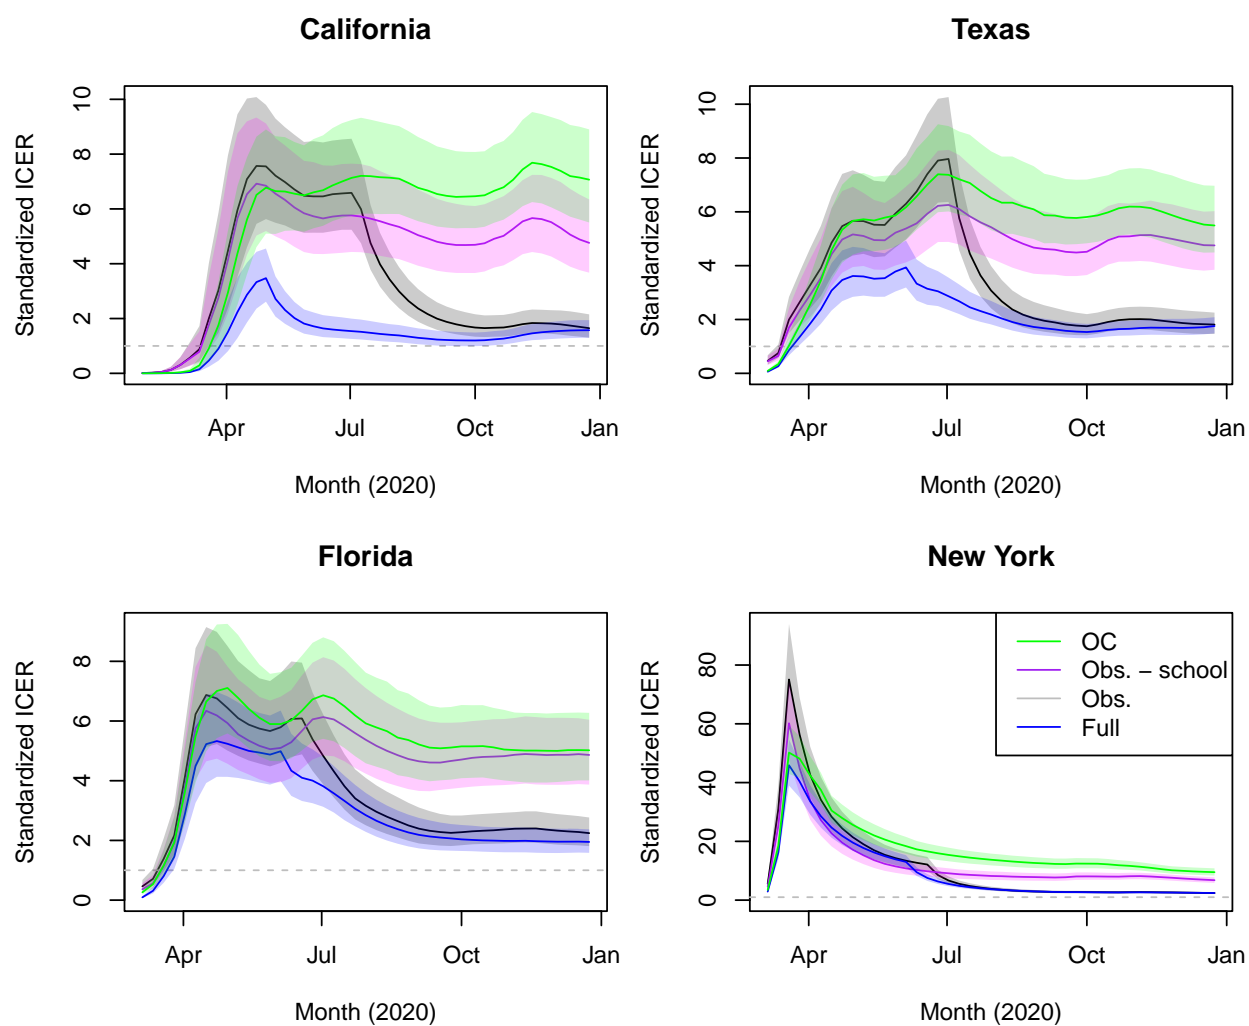 California
Standardized ICER
0 2 4 6 8 10
Apr Jul Oct Jan
Month (2020)
Texas
Standardized ICER
0 2 4 6 8 10
Apr Jul Oct Jan
Month (2020)
Florida
Standardized ICER
0 2 4 6 8
Apr Jul Oct Jan
Month (2020)
New York
Standardized ICER
0 20 40 60 80
OC
Obs. − school
Obs.
Full
Apr Jul Oct Jan
Month (2020)